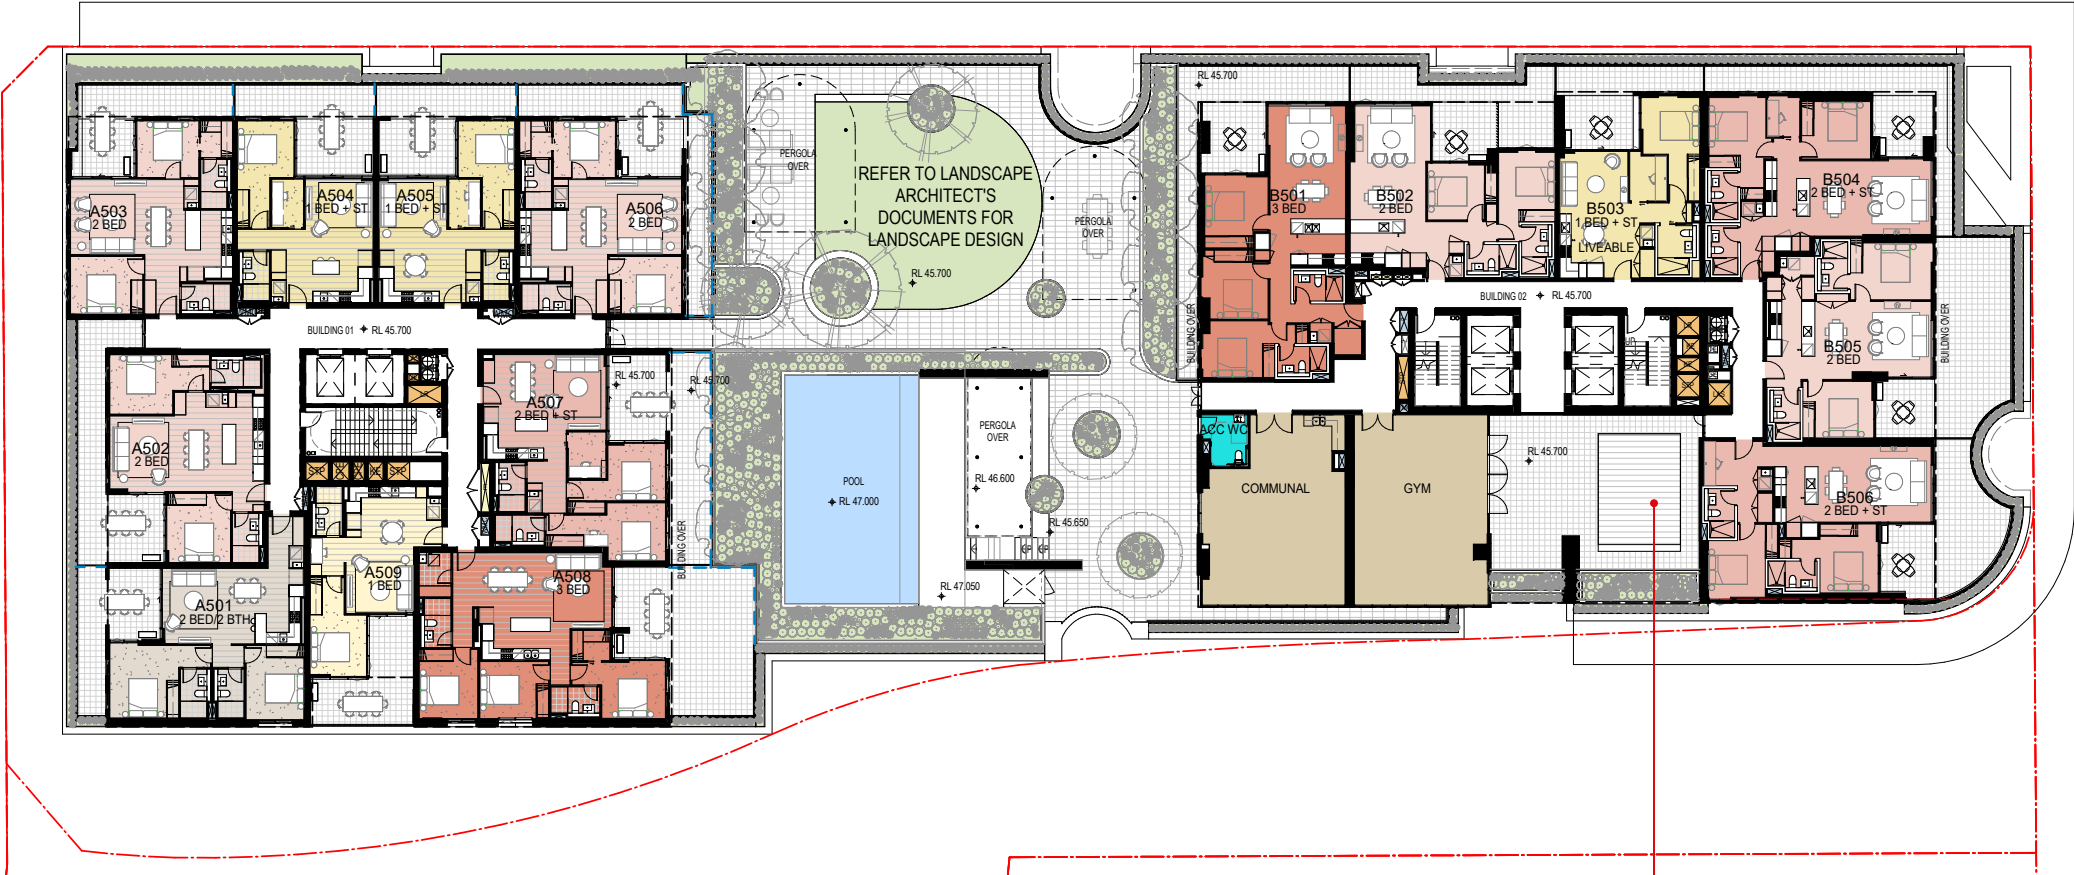 RL 45.700
PERGOLA
OVER
REFER TO LANDSCAPE
ARCHITECT'S
DOCUMENTS FOR
LANDSCAPE DESIGN
RL 45.700
PERGOLA
OVER
A503
2 BED
A504
1 BED + ST
A505
1 BED + ST
A506
2 BED
B501
3 BED
B502
2 BED
B503
1 BED + ST
LIVEABLE
B504
2 BED + ST
BUILDING 01
RL 45.700
BUILDING 02
RL 45.700
BUILDING OVER
BUILDING OVER
B505
2 BED
A507
2 BED + ST
RL 45.700
RL 45.700
A502
2 BED
STP
STP
PERGOLA
OVER
POOL
RL 47.000
RL 46.600
RL 45.650
RL 47.050
ACC WC
COMMUNAL
GYM
RL 45.700
B506
2 BED + ST
BUILDING OVER
A501
2 BED/2 BTH
A509
1 BED
A508
3 BED